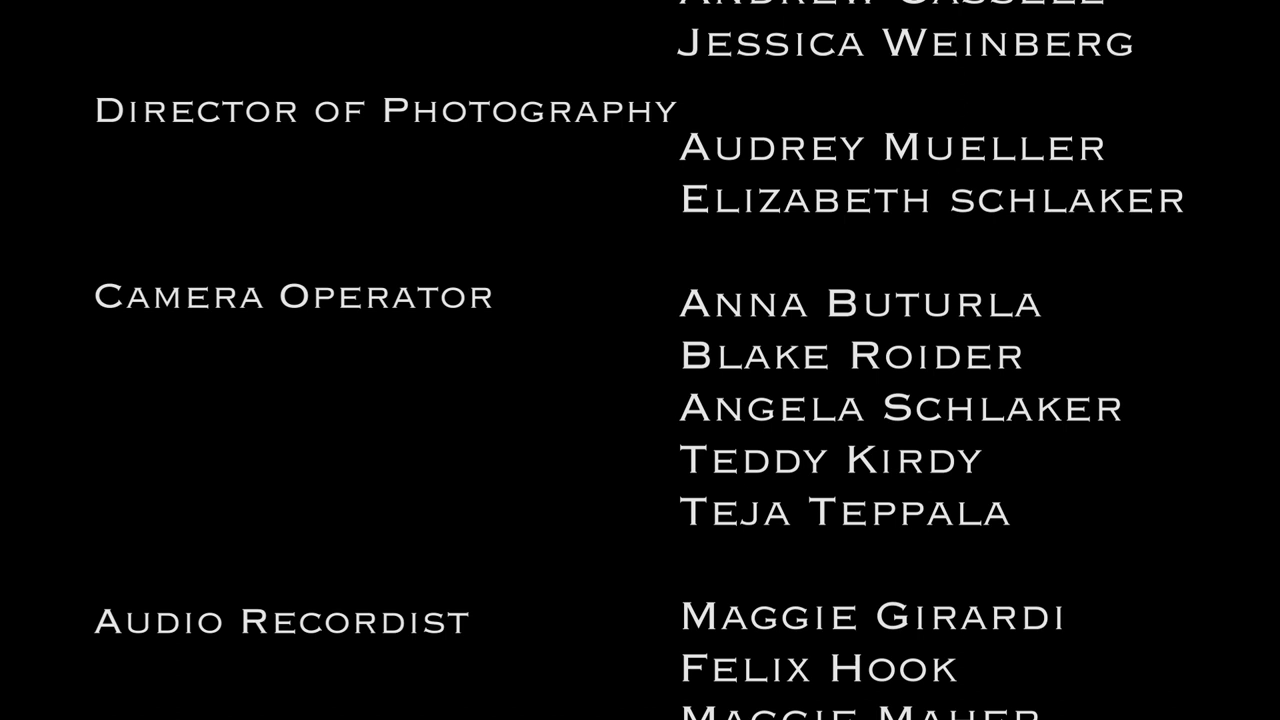 Andrew Cassell
Jessica Weinberg
Director of Photography
Audrey Mueller
Elizabeth schlaker
Camera Operator
Anna Buturla
Blake Roider
Angela Schlaker
Teddy Kirdy
Teja Teppala
Audio Recordist
Maggie Girardi
Felix Hook
Maggie Maher